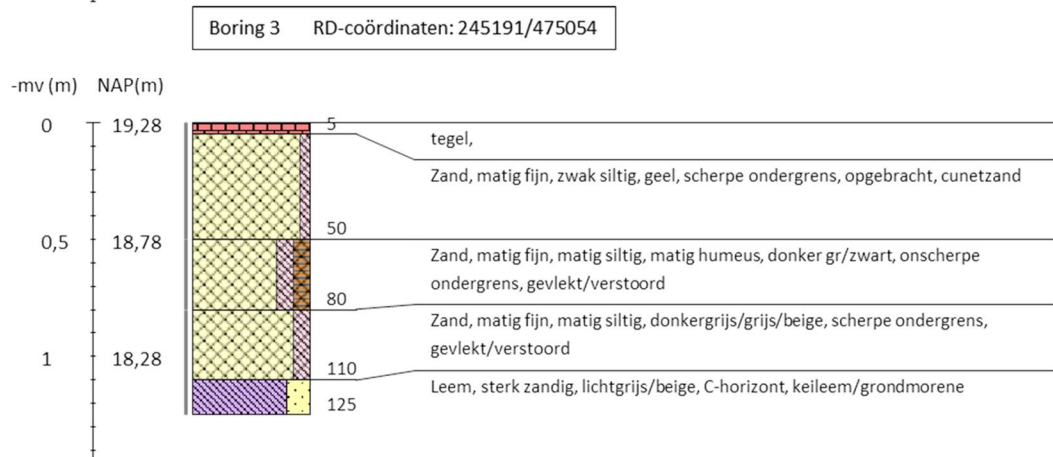 Boring 3 RD-coördinaten: 245191/475054
-mv (m) NAP(m)
0 19,28 5
tegel,
Zand, matig fijn, zwak siltig, geel, scherpe ondergrens, opgebracht, cunetzand
50
0,5 18,78
Zand, matig fijn, matig siltig, matig humeus, donker gr/zwart, onscherpe
ondergrens, gevlekt/verstoord
80
Zand, matig fijn, matig siltig, donkergrijs/grijs/beige, scherpe ondergrens,
gevlekt/verstoord
1 18,28 110
Leem, sterk zandig, lichtgrijs/beige, C-horizont, keileem/grondmorene
125